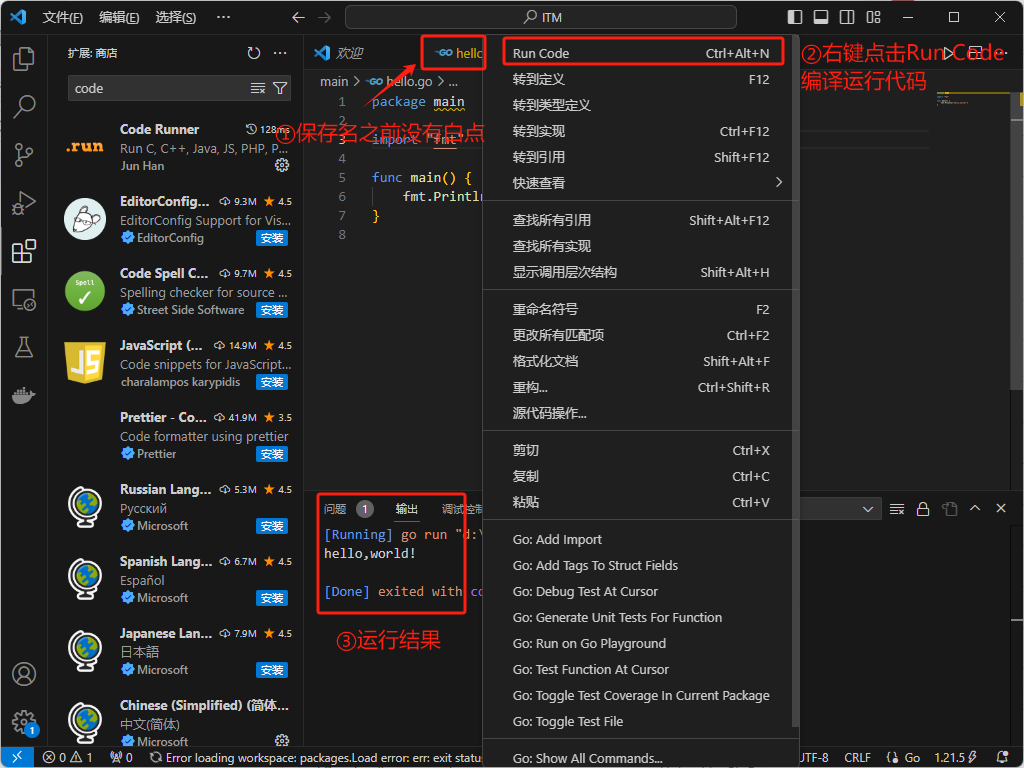 文件(F) 编辑(E) 选择(S) ··· ITM
扩展: 商店
code
Code Runner 128ms
Run C, C++, Java, JS, PHP, P...
Jun Han
EditorConfig... 9.3M 4.5
EditorConfig Support for Vis...
EditorConfig 安装
Code Spell C... 9.7M 4.5
Spell
Spelling checker for source ...
Street Side Software 安装
JavaScript (... 14.9M 4.5
JS
Code snippets for JavaScript...
charalampos karypidis 安装
Prettier - Co... 41.9M 3.5
Code formatter using prettier
Prettier 安装
Russian Lang... 5.3M 4.5
Русский
Microsoft 安装
Spanish Lang... 6.7M 4.5
Español
Microsoft 安装
Japanese Lan... 7.9M 4.5
日本語
Microsoft 安装
Chinese (Simplified) (简体...
中文(简体)
Microsoft
.run
欢迎 GO hello
main > GO hello.go > ...
1 package main
2
3 import "fmt"
4
5 func main() {
6 fmt.Println
7 }
8
①保存名之前没有白点
②右键点击Run Code
编译运行代码
Run Code Ctrl+Alt+N
转到定义 F12
转到类型定义
转到实现 Ctrl+F12
转到引用 Shift+F12
快速查看
查找所有引用 Shift+Alt+F12
查找所有实现
显示调用层次结构 Shift+Alt+H
重命名符号 F2
更改所有匹配项 Ctrl+F2
格式化文档 Shift+Alt+F
重构... Ctrl+Shift+R
源代码操作...
剪切 Ctrl+X
复制 Ctrl+C
粘贴 Ctrl+V
Go: Add Import
Go: Add Tags To Struct Fields
Go: Debug Test At Cursor
Go: Generate Unit Tests For Function
Go: Run on Go Playground
Go: Test Function At Cursor
Go: Toggle Test Coverage In Current Package
Go: Toggle Test File
Go: Show All Commands...
问题 1 输出 调试控制
[Running] go run "d:\
hello,world!
[Done] exited with co
③运行结果
1
0 1 0 Error loading workspace: packages.Load error: err: exit status UTF-8 CRLF Go 1.21.5